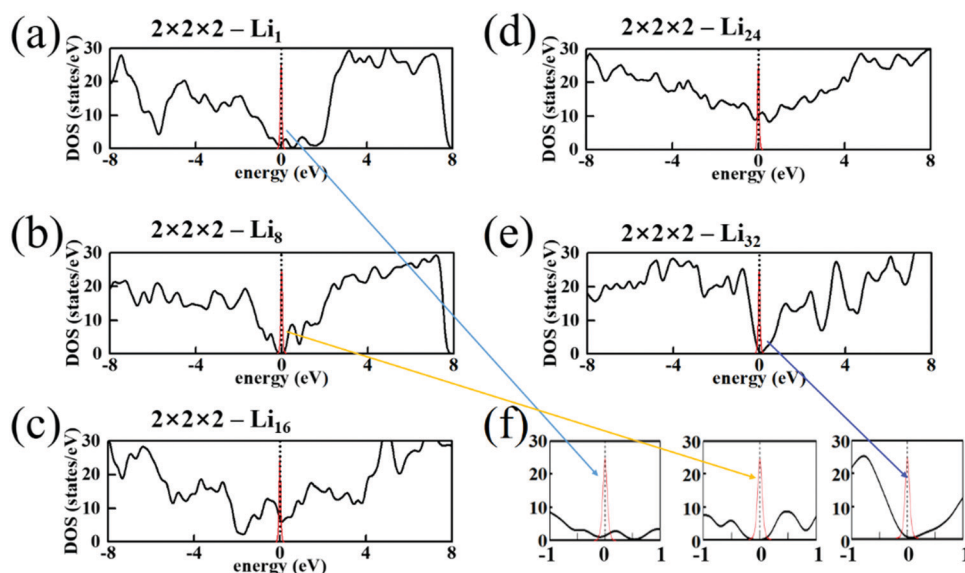 (a) 2×2×2 – Li1
DOS (states/eV)
30
20
10
0
-8 -4 0 4 8
energy (eV)
(b) 2×2×2 – Li8
DOS (states/eV)
30
20
10
0
-8 -4 0 4 8
energy (eV)
(c) 2×2×2 – Li16
DOS (states/eV)
30
20
10
0
-8 -4 0 4 8
energy (eV)
(d) 2×2×2 – Li24
DOS (states/eV)
30
20
10
0
-8 -4 0 4 8
energy (eV)
(e) 2×2×2 – Li32
DOS (states/eV)
30
20
10
0
-8 -4 0 4 8
energy (eV)
(f)
30
20
10
0
-1 0 1
30
20
10
0
-1 0 1
30
20
10
0
-1 0 1